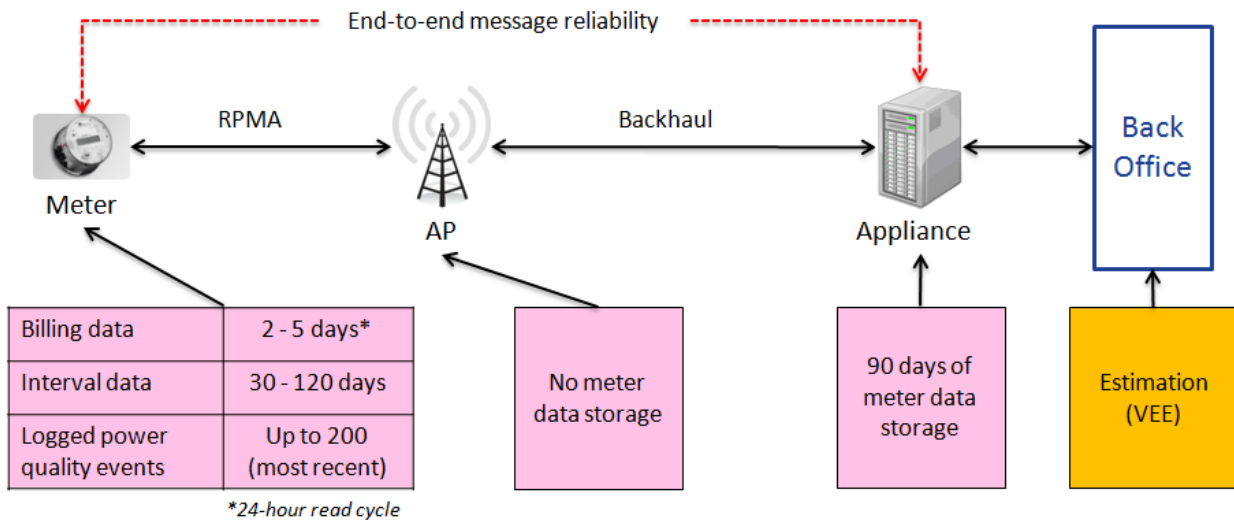 End-to-end message reliability
RPMA
Backhaul
Back
Office
Meter
AP
Appliance
Billing data
2 - 5 days*
Interval data
30 - 120 days
Logged power
quality events
Up to 200
(most recent)
*24-hour read cycle
No meter
data storage
90 days of
meter data
storage
Estimation
(VEE)